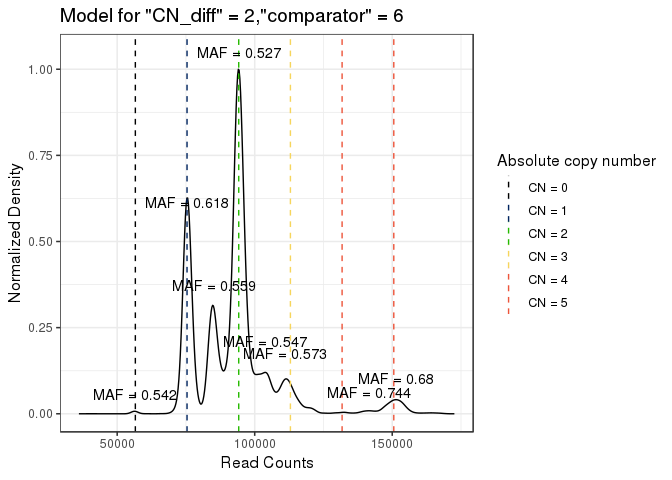 Model for "CN_diff" = 2,"comparator" = 6
MAF = 0.527
MAF = 0.618
MAF = 0.559
MAF = 0.547
MAF = 0.573
MAF = 0.68
MAF = 0.744
MAF = 0.542
1.00
0.75
0.50
0.25
0.00
Normalized Density
50000
100000
150000
Read Counts
Absolute copy number
CN = 0
CN = 1
CN = 2
CN = 3
CN = 4
CN = 5